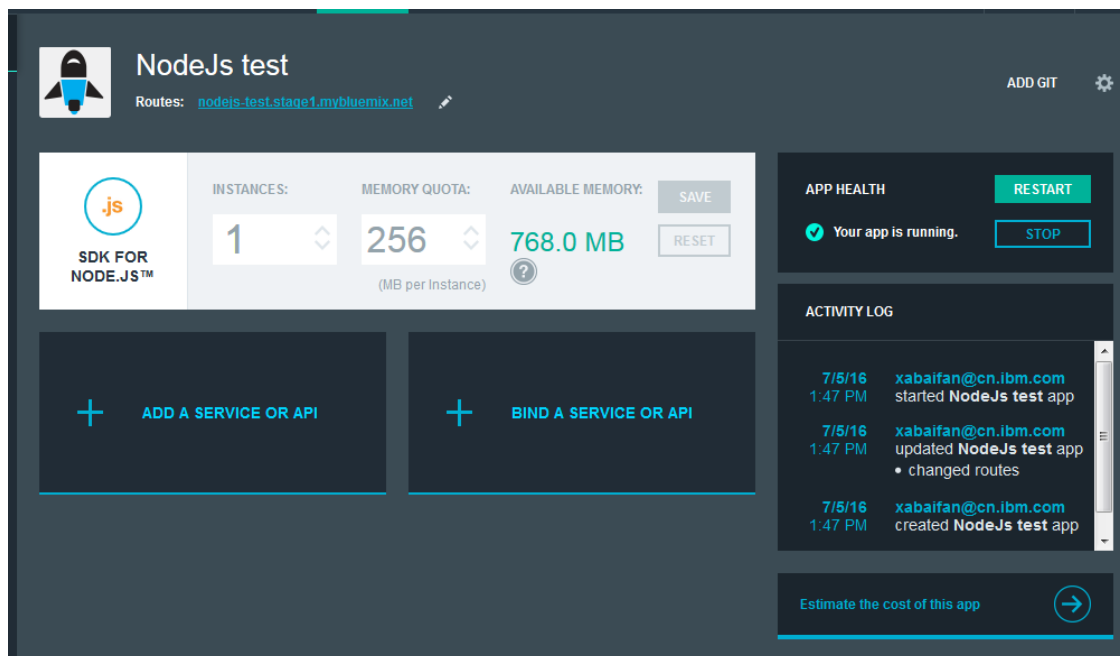 NodeJs test
Routes: nodejs-test.stage1.mybluemix.net
ADD GIT
.js
SDK FOR
NODE.JS™
INSTANCES:
1
MEMORY QUOTA:
256
(MB per Instance)
AVAILABLE MEMORY:
768.0 MB
?
SAVE
RESET
ADD A SERVICE OR API
BIND A SERVICE OR API
APP HEALTH
RESTART
Your app is running.
STOP
ACTIVITY LOG
7/5/16 xabaifan@cn.ibm.com
1:47 PM started NodeJs test app
7/5/16 xabaifan@cn.ibm.com
1:47 PM updated NodeJs test app
• changed routes
7/5/16 xabaifan@cn.ibm.com
1:47 PM created NodeJs test app
Estimate the cost of this app